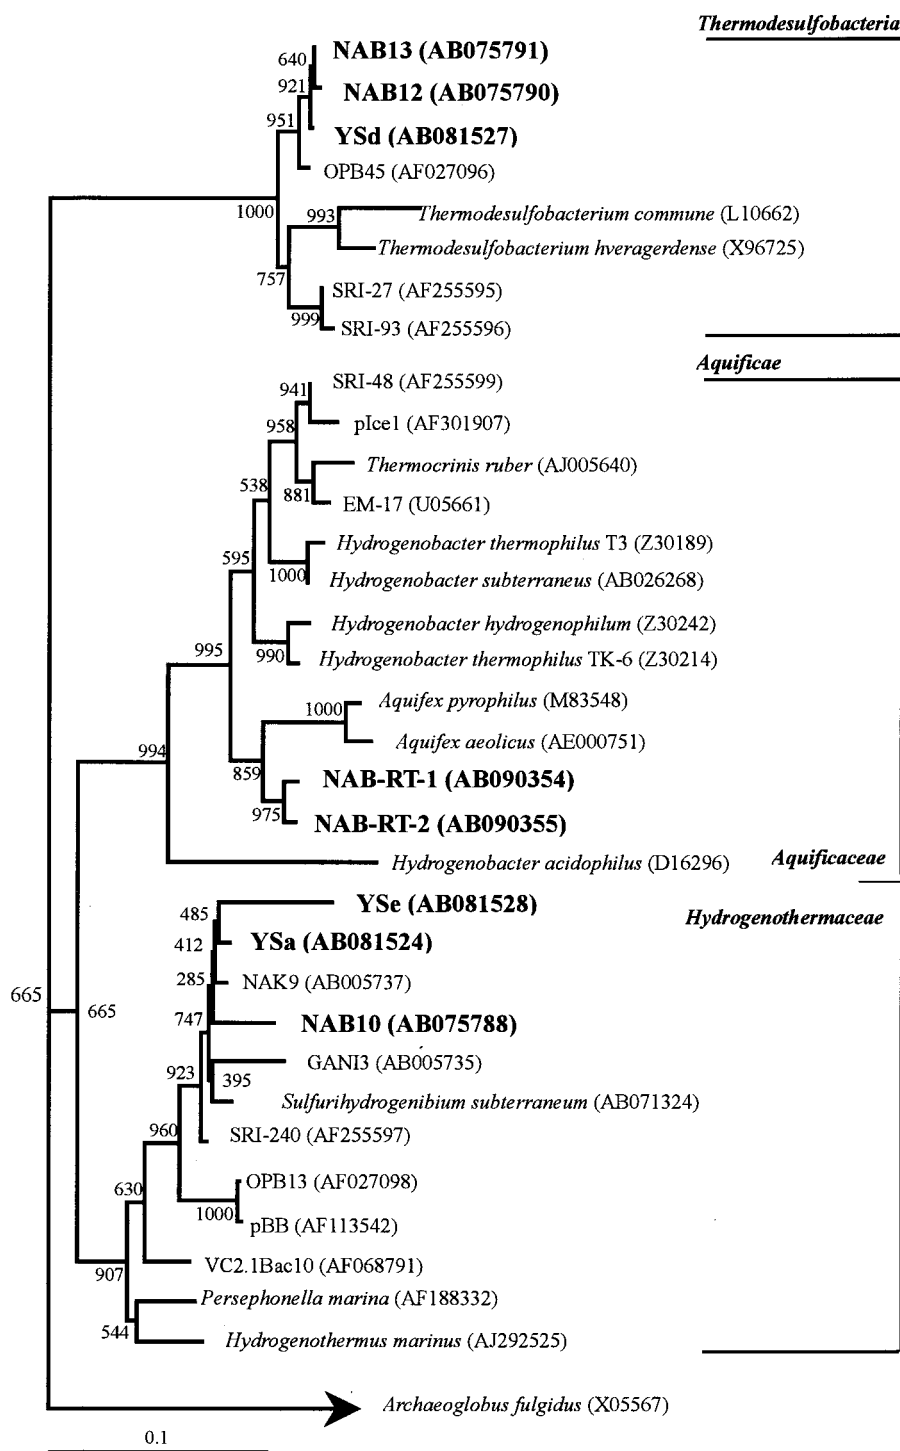 Thermodesulfobacteria
640
NAB13 (AB075791)
921
NAB12 (AB075790)
951
YSd (AB081527)
OPB45 (AF027096)
1000
993
Thermodesulfobacterium commune (L10662)
Thermodesulfobacterium hveragerdense (X96725)
757
SRI-27 (AF255595)
999
SRI-93 (AF255596)
Aquificae
941
SRI-48 (AF255599)
958
pIce1 (AF301907)
Thermocrinis ruber (AJ005640)
538
881
EM-17 (U05661)
Hydrogenobacter thermophilus T3 (Z30189)
595
1000
Hydrogenobacter subterraneus (AB026268)
Hydrogenobacter hydrogenophilum (Z30242)
995
990
Hydrogenobacter thermophilus TK-6 (Z30214)
1000
Aquifex pyrophilus (M83548)
994
Aquifex aeolicus (AE000751)
859
NAB-RT-1 (AB090354)
975
NAB-RT-2 (AB090355)
Hydrogenobacter acidophilus (D16296)
Aquificaceae
YSe (AB081528)
485
Hydrogenothermaceae
412
YSa (AB081524)
285
NAK9 (AB005737)
665
665
747
NAB10 (AB075788)
GANI3 (AB005735)
923
395
Sulfurihydrogenibium subterraneum (AB071324)
960
SRI-240 (AF255597)
630
OPB13 (AF027098)
1000
pBB (AF113542)
VC2.1Bac10 (AF068791)
907
Persephonella marina (AF188332)
544
Hydrogenothermus marinus (AJ292525)
Archaeoglobus fulgidus (X05567)
0.1